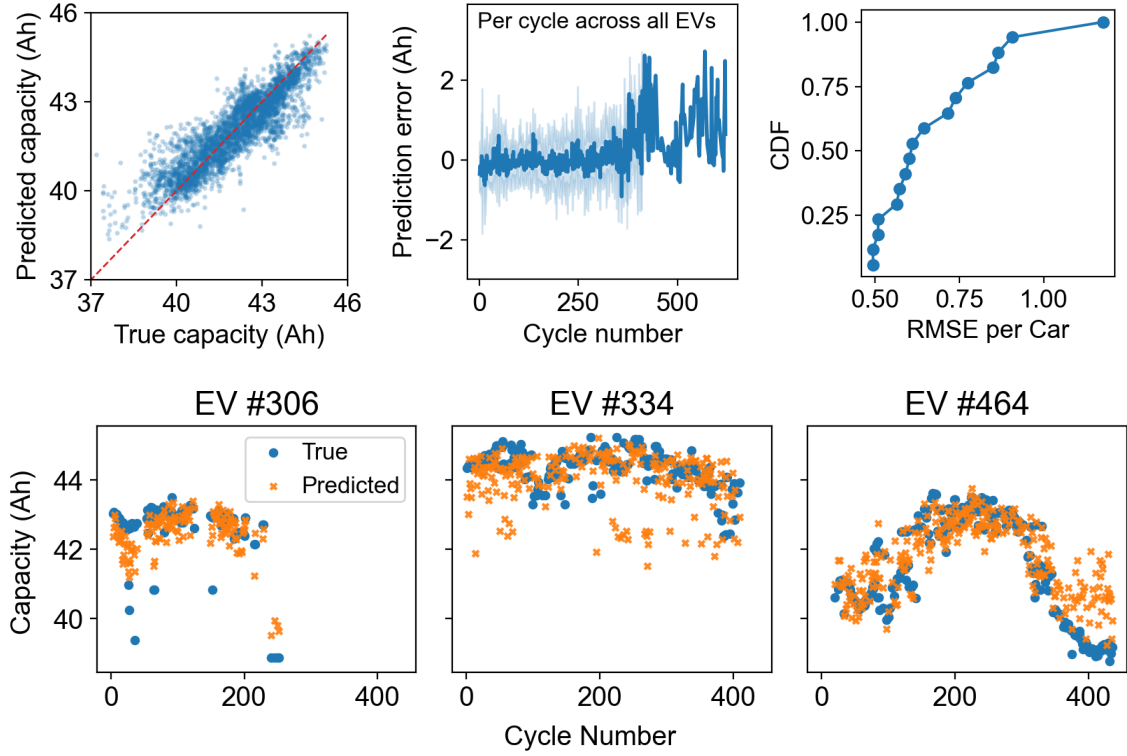 46
43
40
37
37
40
43
46
Predicted capacity (Ah)
True capacity (Ah)
Per cycle across all EVs
2
0
−2
0
250
500
Prediction error (Ah)
Cycle number
1.00
0.75
0.50
0.25
0.50
0.75
1.00
CDF
RMSE per Car
EV #306
EV #334
EV #464
True
Predicted
44
42
40
Capacity (Ah)
0
200
400
0
200
400
0
200
400
Cycle Number